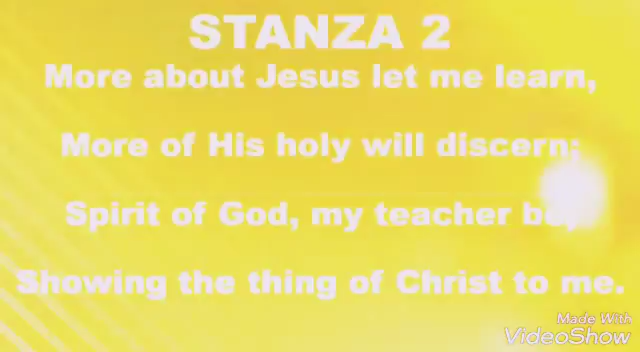 STANZA 2
More about Jesus let me learn,
More of His holy will discern;
Spirit of God, my teacher be,
Showing the thing of Christ to me.
Made With
VideoShow